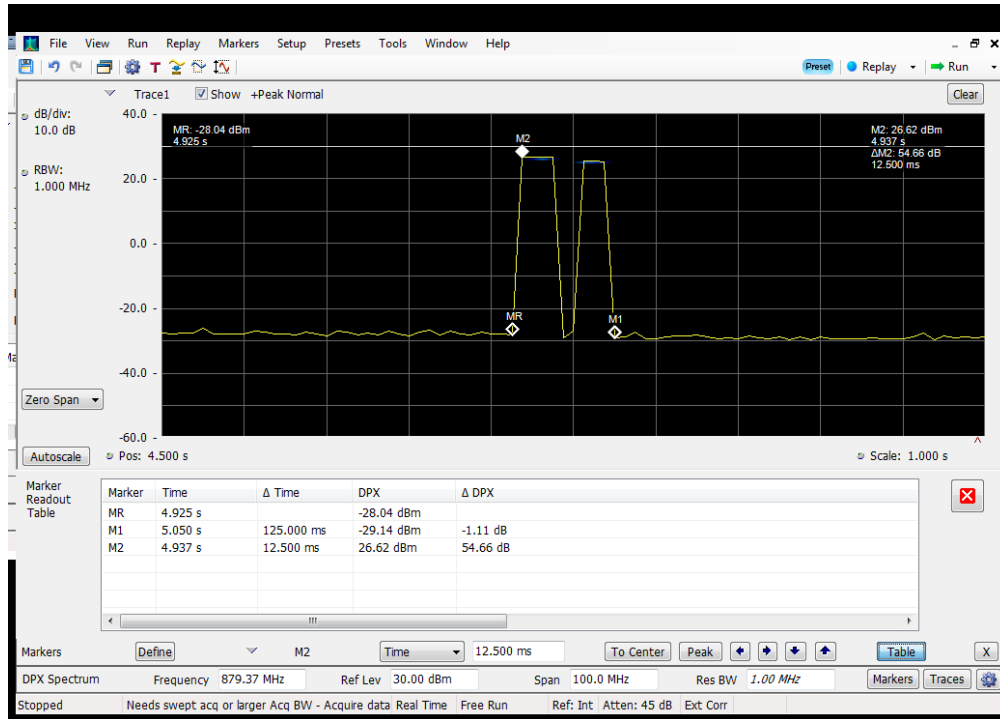 File View Run Replay Markers Setup Presets Tools Window Help
Preset Replay Run
Trace1 Show +Peak Normal Clear
dB/div:
10.0 dB
RBW:
1.000 MHz
40.0
20.0
0.0
-20.0
-40.0
-60.0
MR: -28.04 dBm
4.925 s
M2: 26.62 dBm
4.937 s
ΔM2: 54.66 dB
12.500 ms
M2
MR
M1
Zero Span
Autoscale Pos: 4.500 s Scale: 1.000 s
Marker
Readout
Table
Marker Time Δ Time DPX Δ DPX
MR 4.925 s -28.04 dBm
M1 5.050 s 125.000 ms -29.14 dBm -1.11 dB
M2 4.937 s 12.500 ms 26.62 dBm 54.66 dB
Markers Define M2 Time 12.500 ms To Center Peak Table X
DPX Spectrum Frequency 879.37 MHz Ref Lev 30.00 dBm Span 100.0 MHz Res BW 1.00 MHz Markers Traces
Stopped Needs swept acq or larger Acq BW - Acquire data Real Time Free Run Ref: Int Atten: 45 dB Ext Corr